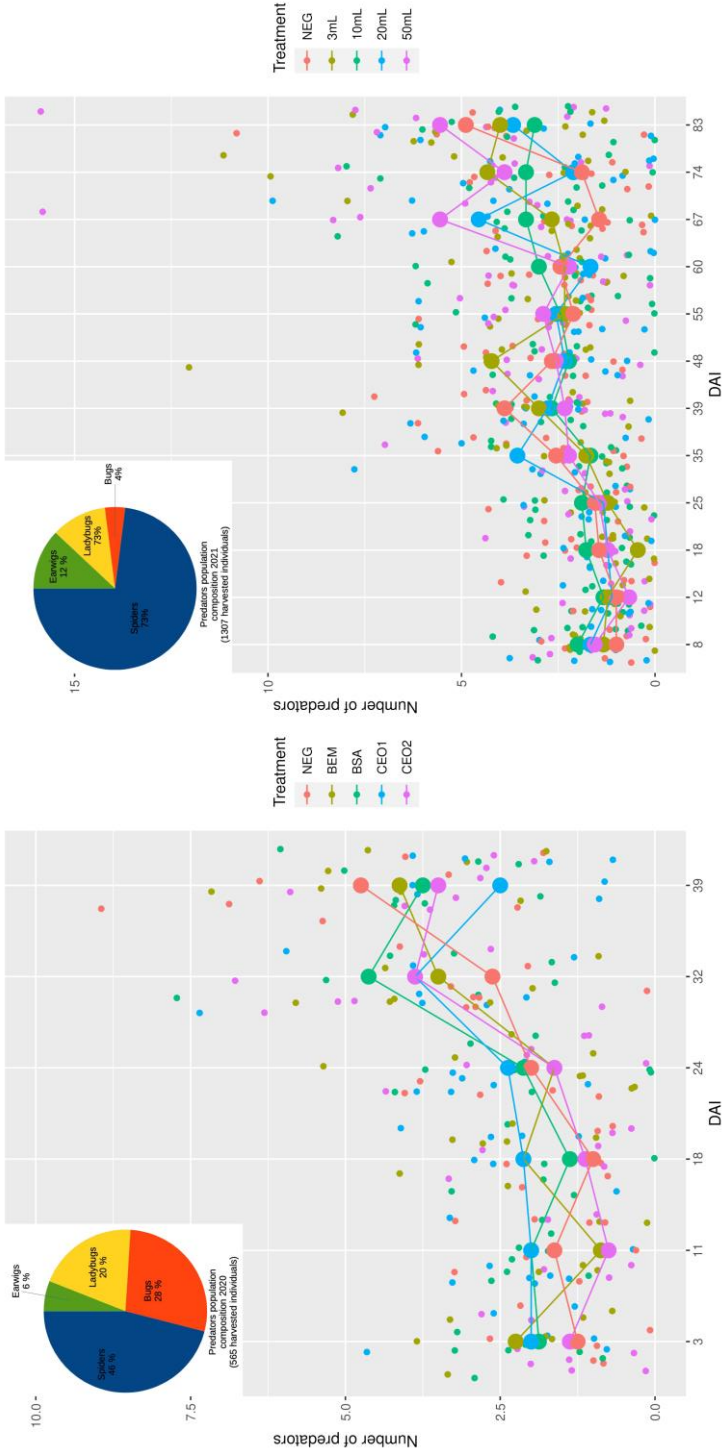 Number of predators
10.0
7.5
5.0
2.5
0.0
3
11
18
24
32
39
DAI
Spiders
46 %
Earwigs
6 %
Ladybugs
20 %
Bugs
28 %
Predators population
composition 2020
(565 harvested individuals)
Treatment
NEG
BEM
BSA
CEO1
CEO2
Number of predators
15
10
5
0
8
12
18
25
35
39
48
55
60
67
74
83
DAI
Spiders
73%
Earwigs
12 %
Ladybugs
73%
Bugs
4%
Predators population
composition 2021
(1307 harvested individuals)
Treatment
NEG
3mL
10mL
20mL
50mL